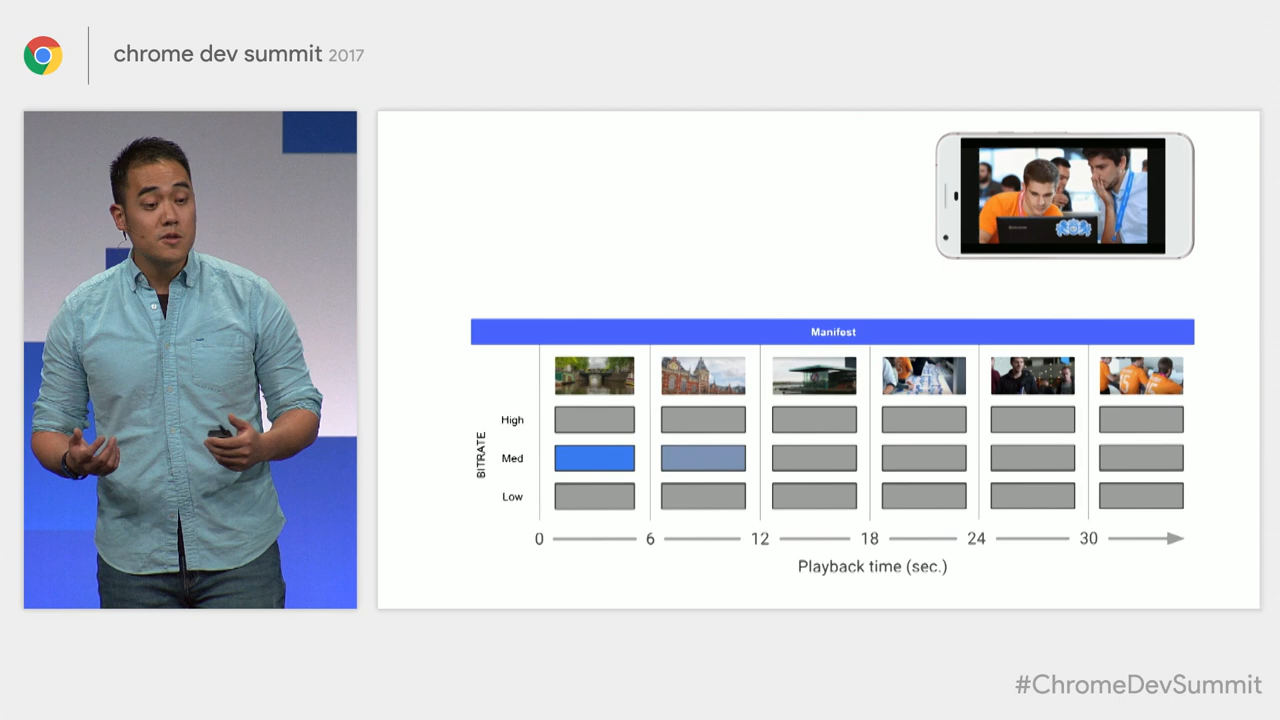 chrome dev summit 2017
Manifest
High
BITRATE
Med
Low
0 6 12 18 24 30
Playback time (sec.)
#ChromeDevSummit